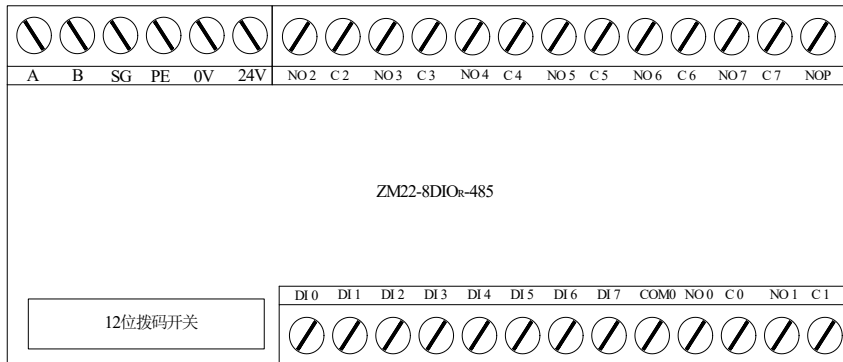 A B SG PE 0V 24V NO 2 C 2 NO 3 C 3 NO 4 C 4 NO 5 C 5 NO 6 C 6 NO 7 C 7 NOP
ZM22-8DIOR-485
DI 0 DI 1 DI 2 DI 3 DI 4 DI 5 DI 6 DI 7 COM0 NO 0 C 0 NO 1 C 1
12位拨码开关